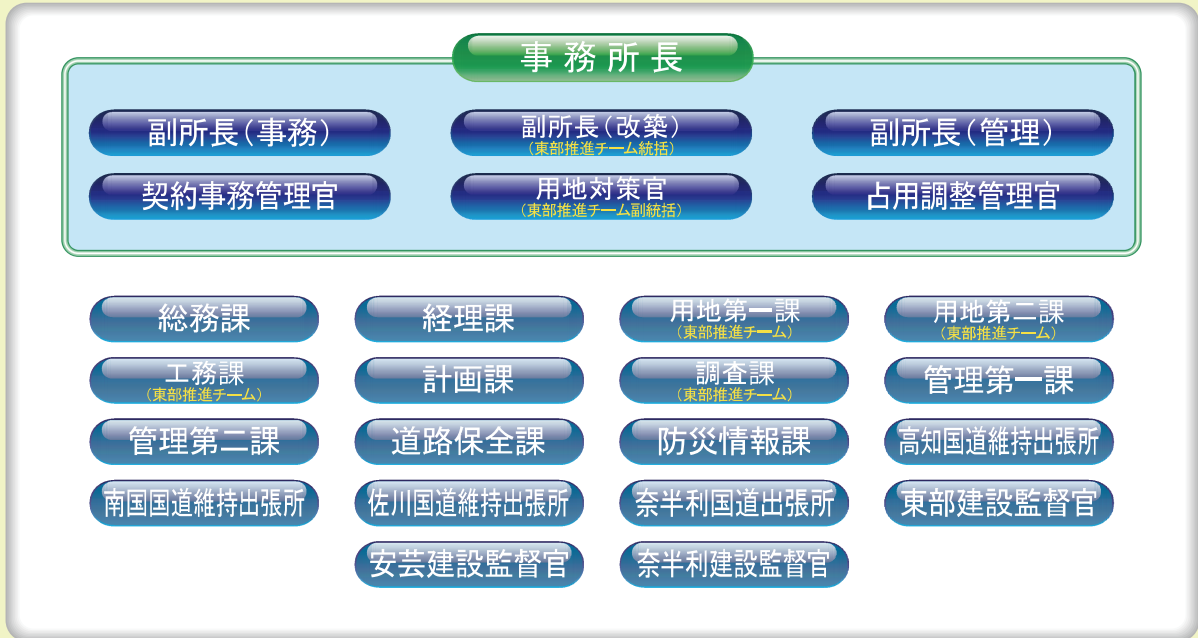 事務所長
副所長（事務）
副所長（改築）
（東部推進チーム統括）
副所長（管理）
契約事務管理官
用地対策官
（東部推進チーム副統括）
占用調整管理官
総務課
経理課
用地第一課
（東部推進チーム）
用地第二課
（東部推進チーム）
工務課
（東部推進チーム）
計画課
調査課
（東部推進チーム）
管理第一課
管理第二課
道路保全課
防災情報課
高知国道維持出張所
南国国道維持出張所
佐川国道維持出張所
奈半利国道出張所
東部建設監督官
安芸建設監督官
奈半利建設監督官